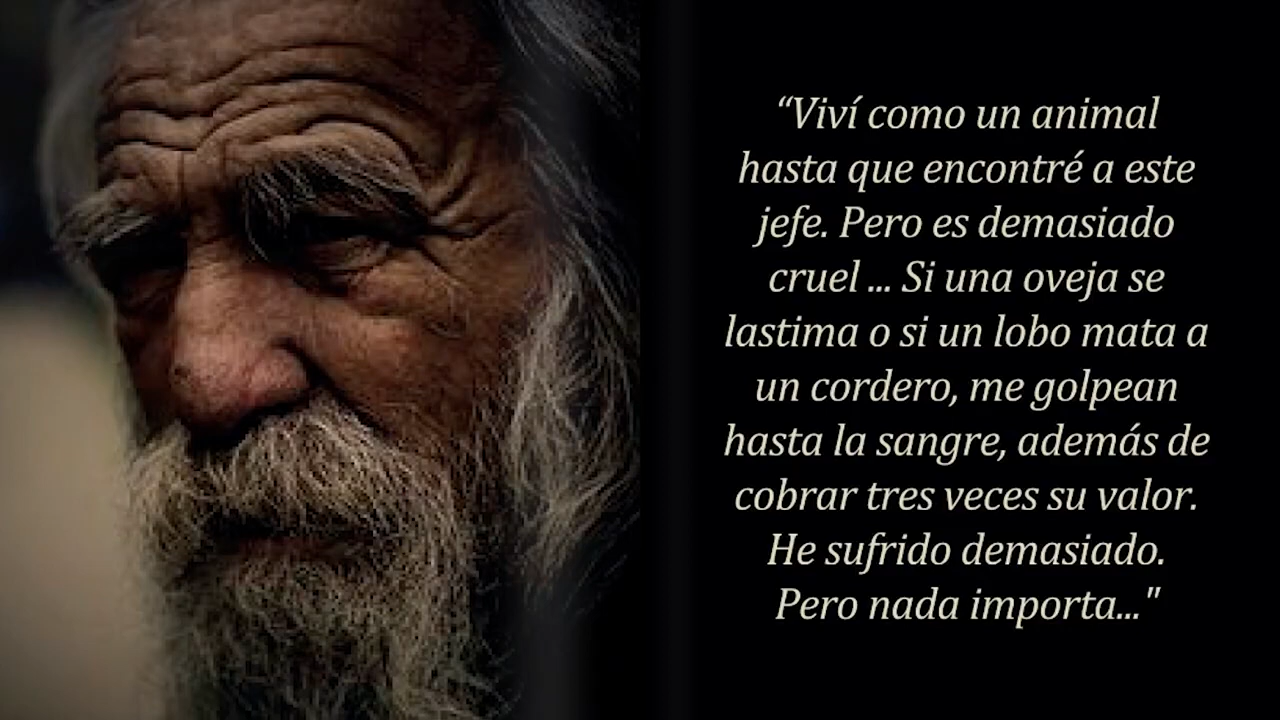 “Viví como un animal
hasta que encontré a este
jefe. Pero es demasiado
cruel ... Si una oveja se
lastima o si un lobo mata a
un cordero, me golpean
hasta la sangre, además de
cobrar tres veces su valor.
He sufrido demasiado.
Pero nada importa..."